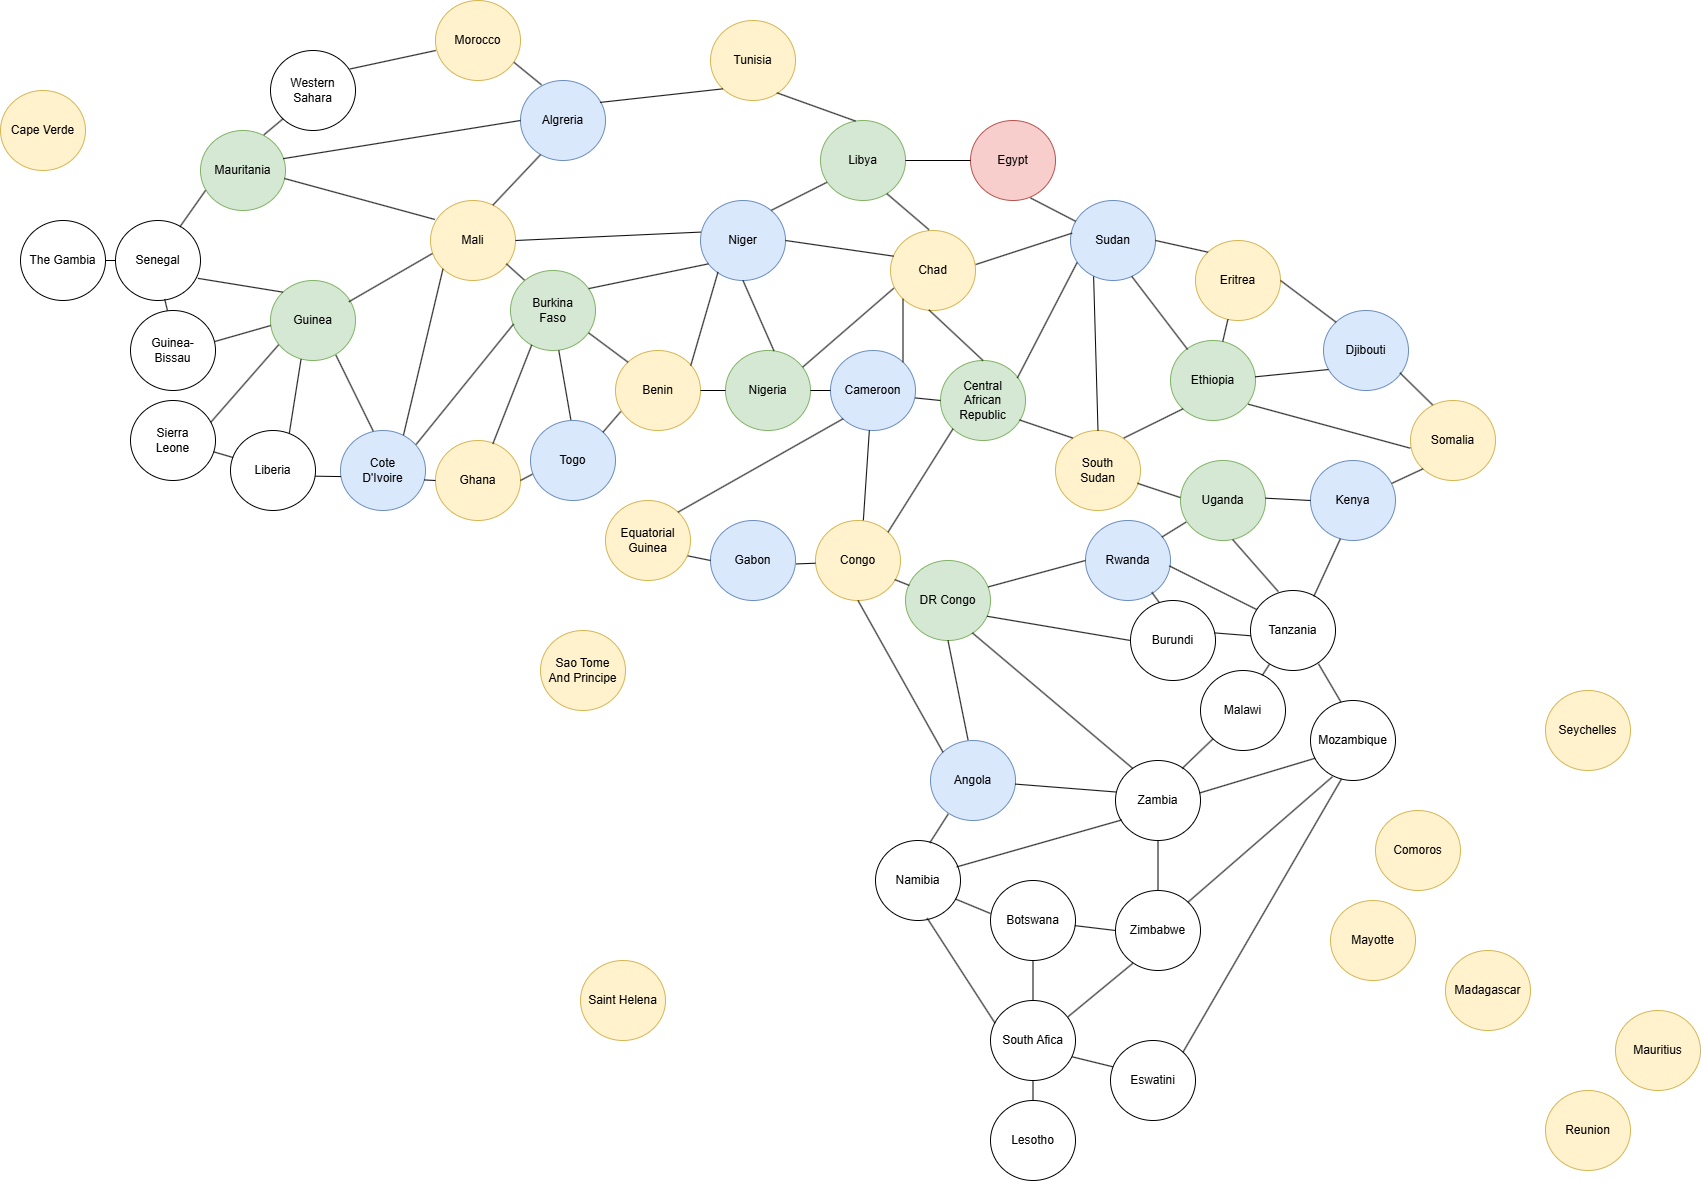 Morocco
Tunisia
Western
Sahara
Cape Verde
Algreria
Mauritania
Libya
Egypt
The Gambia
Senegal
Mali
Niger
Chad
Sudan
Eritrea
Guinea
Burkina
Faso
Guinea-
Bissau
Djibouti
Benin
Nigeria
Cameroon
Central
African
Republic
Ethiopia
Sierra
Leone
Liberia
Cote
D'Ivoire
Ghana
Togo
South
Sudan
Somalia
Uganda
Kenya
Equatorial
Guinea
Gabon
Congo
Rwanda
DR Congo
Burundi
Tanzania
Sao Tome
And Principe
Malawi
Mozambique
Seychelles
Angola
Zambia
Comoros
Namibia
Botswana
Zimbabwe
Mayotte
Saint Helena
Madagascar
South Afica
Eswatini
Mauritius
Lesotho
Reunion